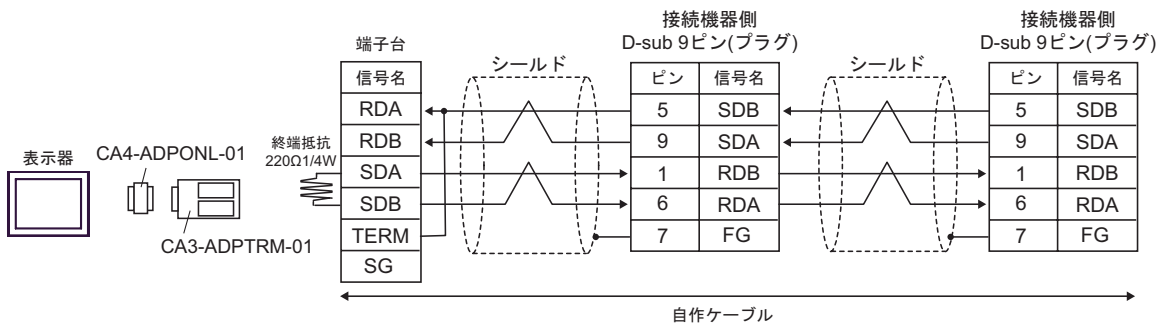 接続機器側
D-sub 9ピン(プラグ)
接続機器側
D-sub 9ピン(プラグ)
端子台
シールド
シールド
信号名
ピン 信号名
ピン 信号名
RDA
5 SDB
5 SDB
RDB
9 SDA
9 SDA
終端抵抗
220Ω1/4W
SDA
1 RDB
1 RDB
表示器
CA4-ADPONL-01
SDB
6 RDA
6 RDA
CA3-ADPTRM-01
TERM
7 FG
7 FG
SG
自作ケーブル